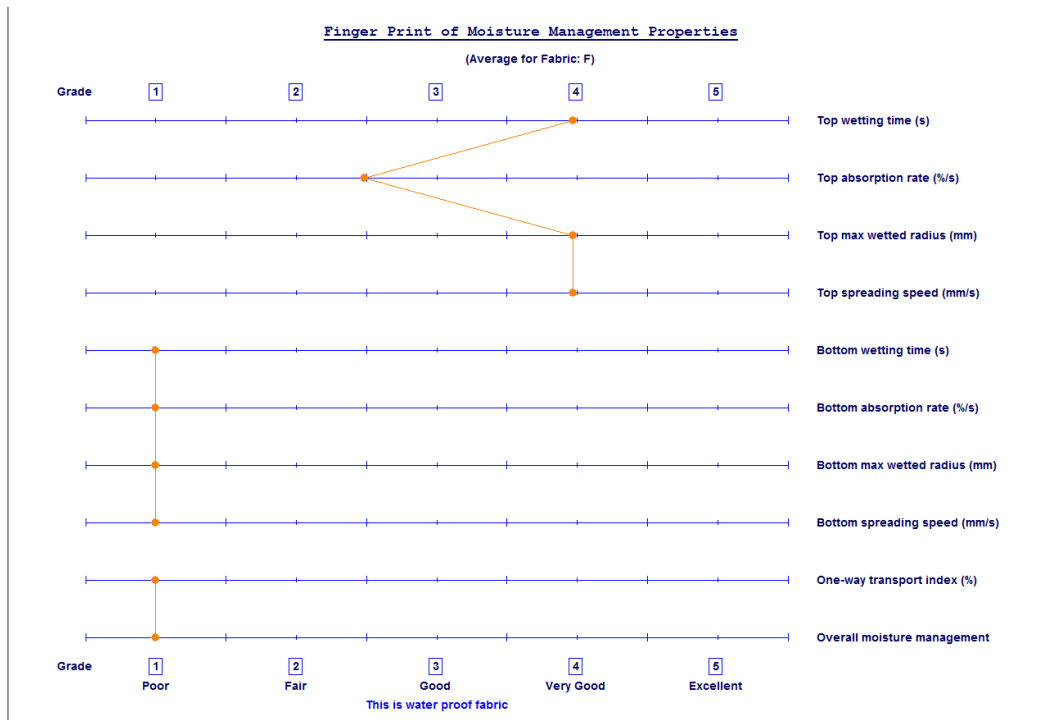 Finger Print of Moisture Management Properties
(Average for Fabric: F)
Grade 1 2 3 4 5
Top wetting time (s)
Top absorption rate (%/s)
Top max wetted radius (mm)
Top spreading speed (mm/s)
Bottom wetting time (s)
Bottom absorption rate (%/s)
Bottom max wetted radius (mm)
Bottom spreading speed (mm/s)
One-way transport index (%)
Overall moisture management
Grade 1 2 3 4 5
Poor Fair Good Very Good Excellent
This is water proof fabric